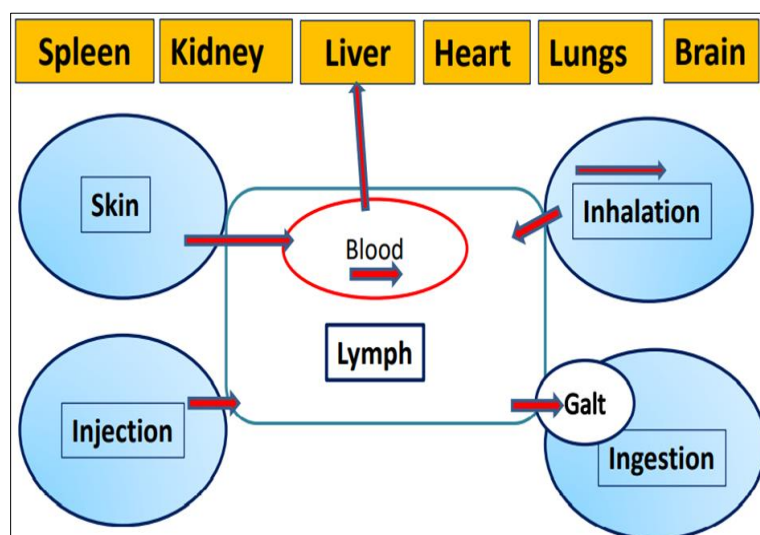 Spleen Kidney Liver Heart Lungs Brain
Skin
Inhalation
Blood
Lymph
Injection
Galt
Ingestion